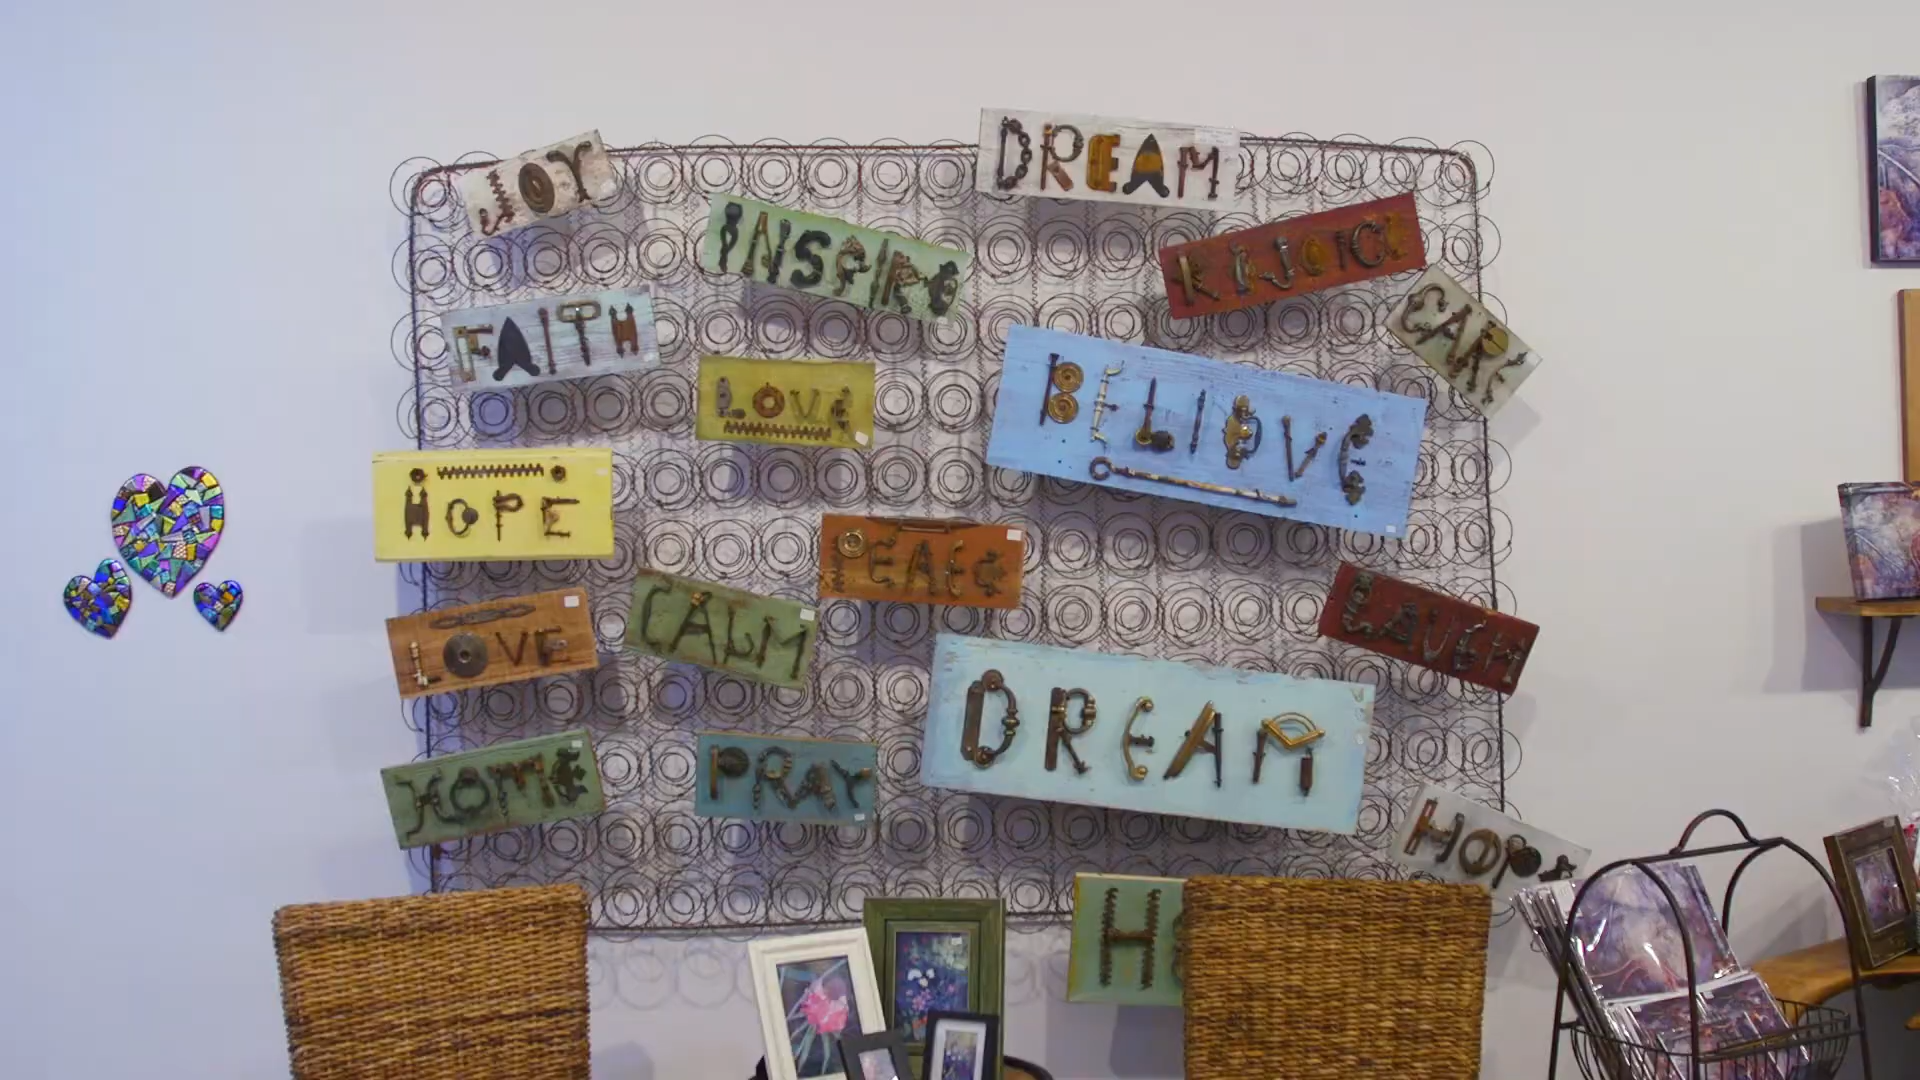 JOY
DREAM
INSPIRE
REJOICE
FAITH
CARE
LOVE
BELIEVE
HOPE
PEACE
LOVE
CALM
LAUGH
DREAM
HOME
PRAY
HOPE
H